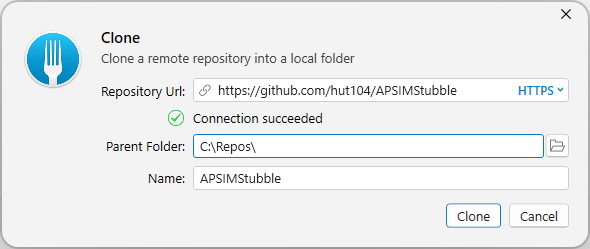 Clone
Clone a remote repository into a local folder
Repository Url: https://github.com/hut104/APSIMStubble HTTPS
Connection succeeded
Parent Folder: C:\Repos\
Name: APSIMStubble
Clone Cancel